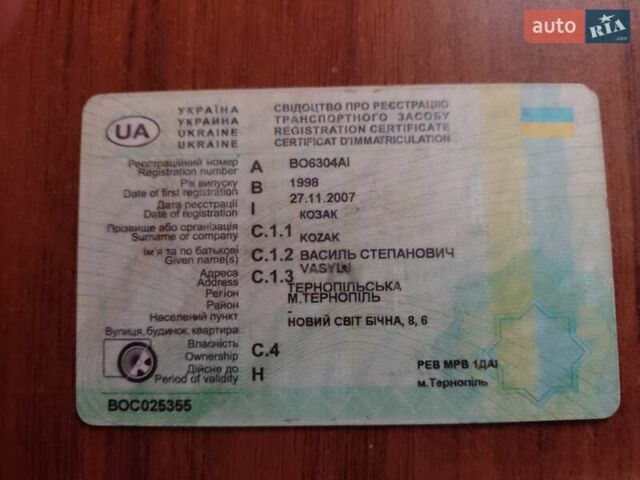 auto RIA.com
УКРАЇНА
УКРАИНА
UKRAINE
UKRAINE
UA
СВІДОЦТВО ПРО РЕЄСТРАЦІЮ
ТРАНСПОРТНОГО ЗАСОБУ
REGISTRATION CERTIFICATE
CERTIFICAT D'IMMATRICULATION
Реєстраційний номер A BO6304AI
Registration number
Рік випуску B 1998
Date of first registration 27.11.2007
Дата реєстрації I
Date of registration КОЗАК
Прізвище або організація C.1.1
Surname or company KOZAK
Ім'я та по батькові C.1.2 ВАСИЛЬ СТЕПАНОВИЧ
Given name(s) VASYL
Адреса C.1.3 ТЕРНОПІЛЬСЬКА
Address
Регіон М.ТЕРНОПІЛЬ
Район -
Населений пункт НОВИЙ СВІТ БІЧНА, 8, 6
Вулиця, будинок, квартира
Власність C.4
Ownership
Дійсне до H РЕВ МРВ 1ДАІ
Period of validity м.Тернопіль
BOC025355